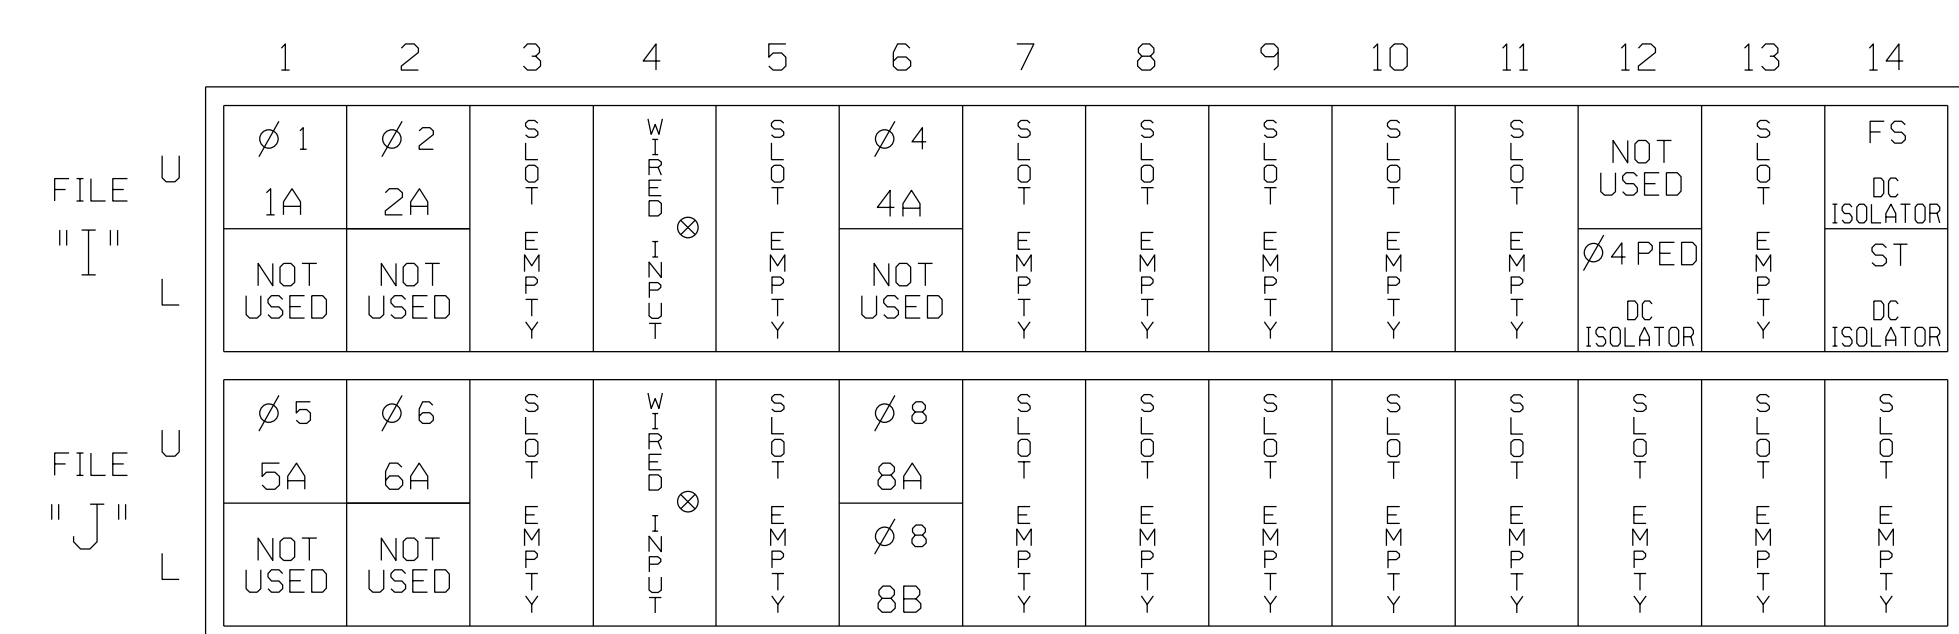 1 2 3 4 5 6 7 8 9 10 11 12 13 14
FILE
"I"
U
L
Ø 1
1A
NOT
USED
Ø 2
2A
NOT
USED
SLOT EMPTY
WIRED INPUT
SLOT EMPTY
Ø 4
4A
NOT
USED
SLOT EMPTY
SLOT EMPTY
SLOT EMPTY
SLOT EMPTY
SLOT EMPTY
NOT
USED
Ø4 PED
DC
ISOLATOR
SLOT EMPTY
FS
DC
ISOLATOR
ST
DC
ISOLATOR
FILE
"J"
U
L
Ø 5
5A
NOT
USED
Ø 6
6A
NOT
USED
SLOT EMPTY
WIRED INPUT
SLOT EMPTY
Ø 8
8A
Ø 8
8B
SLOT EMPTY
SLOT EMPTY
SLOT EMPTY
SLOT EMPTY
SLOT EMPTY
SLOT EMPTY
SLOT EMPTY
SLOT EMPTY